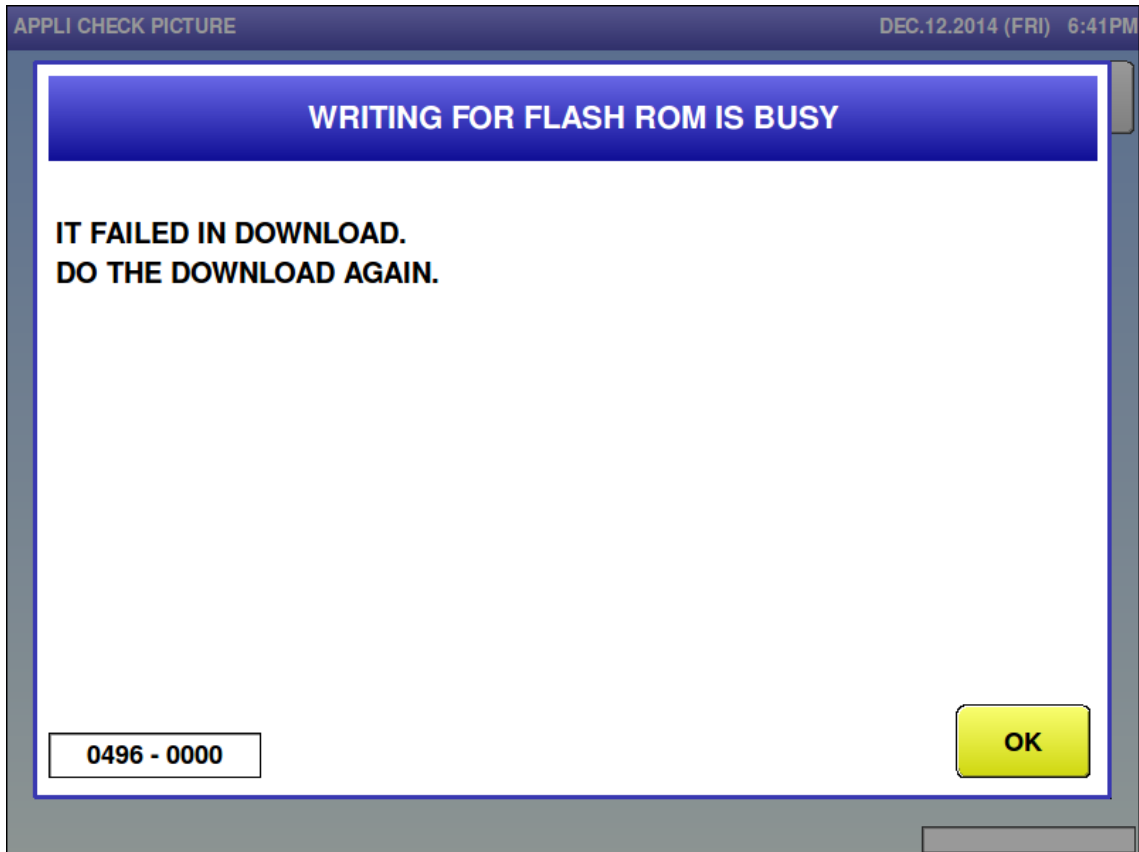 APPLI CHECK PICTURE DEC.12.2014 (FRI) 6:41PM
WRITING FOR FLASH ROM IS BUSY
IT FAILED IN DOWNLOAD.
DO THE DOWNLOAD AGAIN.
0496 - 0000
OK